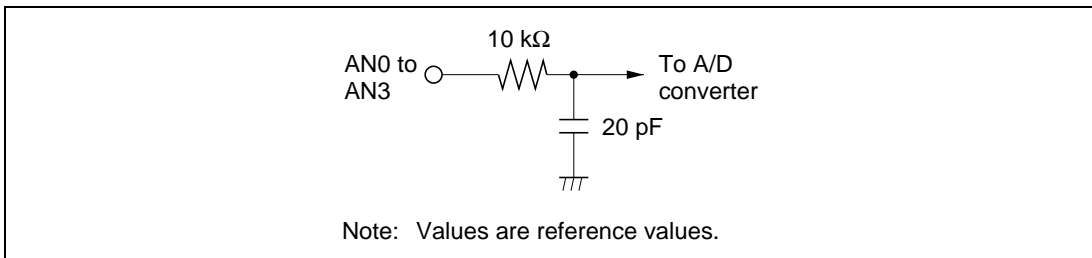 10 kΩ
AN0 to
AN3
To A/D
converter
20 pF
Note: Values are reference values.